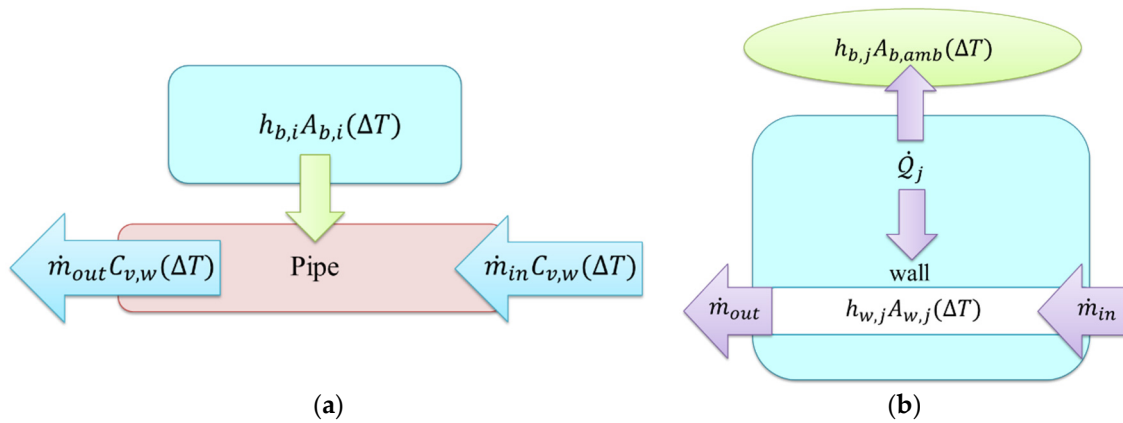 h_{b,i}A_{b,i}(ΔT)
ṁ_{out}C_{v,w}(ΔT)
Pipe
ṁ_{in}C_{v,w}(ΔT)
(a)
h_{b,j}A_{b,amb}(ΔT)
Q̇_j
wall
ṁ_{out}
h_{w,j}A_{w,j}(ΔT)
ṁ_{in}
(b)